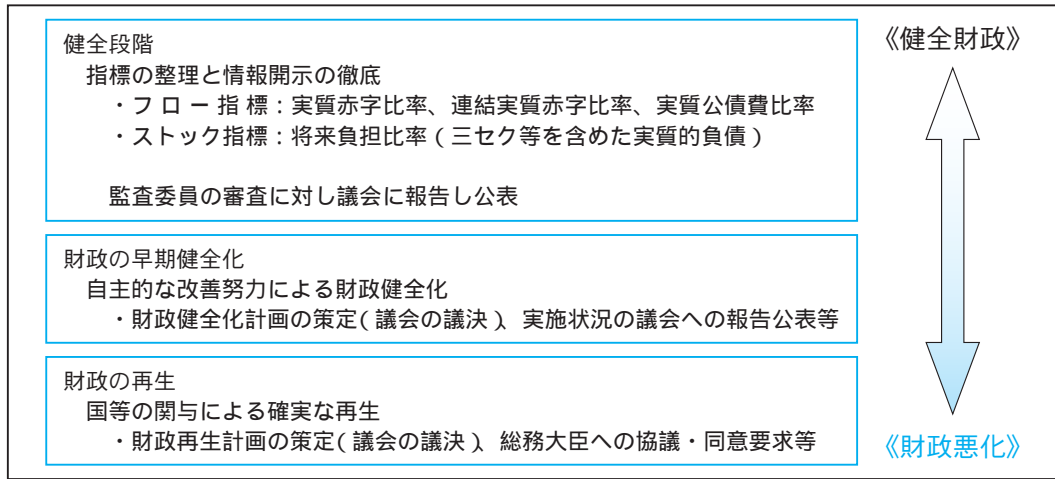 健全段階
指標の整理と情報開示の徹底
・フロー指標：実質赤字比率、連結実質赤字比率、実質公債費比率
・ストック指標：将来負担比率（三セク等を含めた実質的負債）
監査委員の審査に対し議会に報告し公表
財政の早期健全化
自主的な改善努力による財政健全化
・財政健全化計画の策定（議会の議決）、実施状況の議会への報告公表等
財政の再生
国等の関与による確実な再生
・財政再生計画の策定（議会の議決）、総務大臣への協議・同意要求等
《健全財政》
《財政悪化》